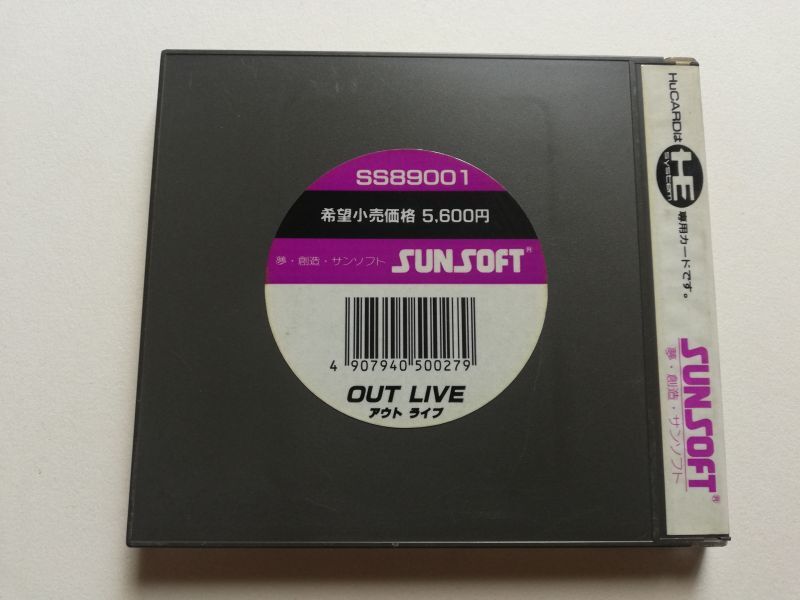 SS89001
希望小売価格 5,600円
夢・創造・サンソフト SUNSOFT®
4 907940 500279
OUT LIVE
アウト ライブ
HuCARDは HE system 専用カードです。
SUNSOFT®
夢・創造・サンソフト